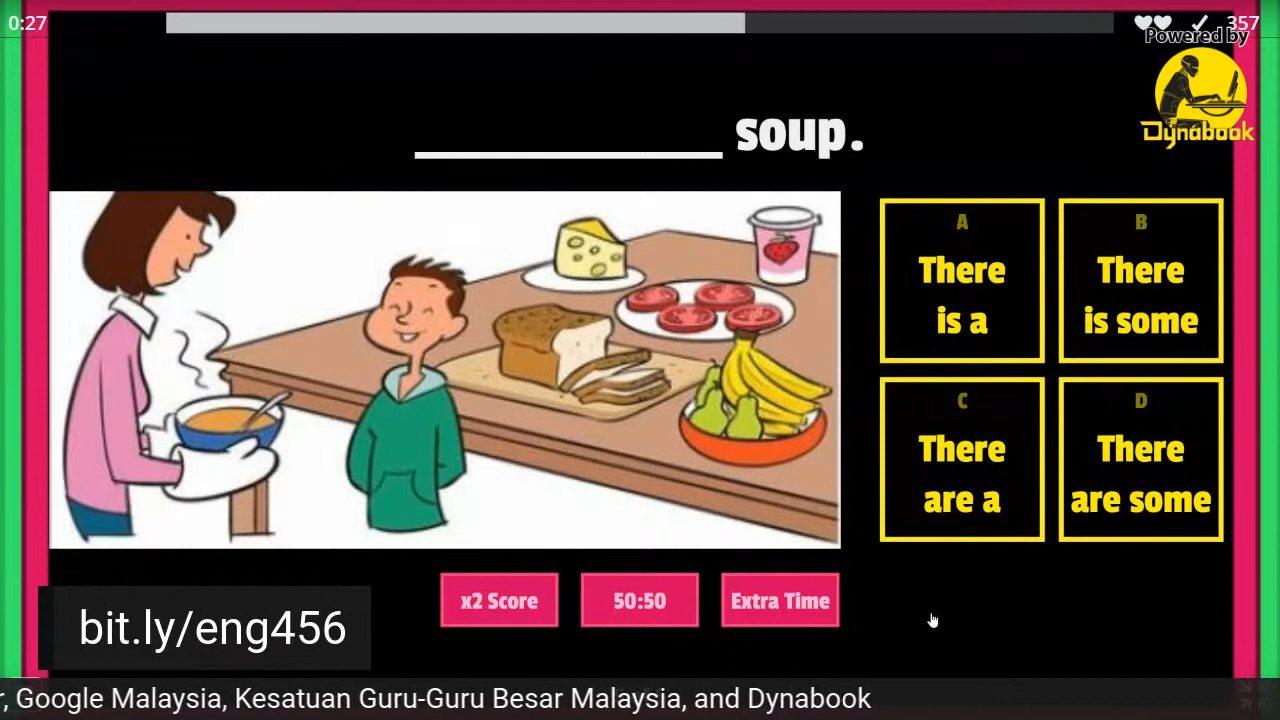 0:27
357
Powered by
Dynabook
____________ soup.
A
There
is a
B
There
is some
C
There
are a
D
There
are some
x2 Score
50:50
Extra Time
bit.ly/eng456
, Google Malaysia, Kesatuan Guru-Guru Besar Malaysia, and Dynabook